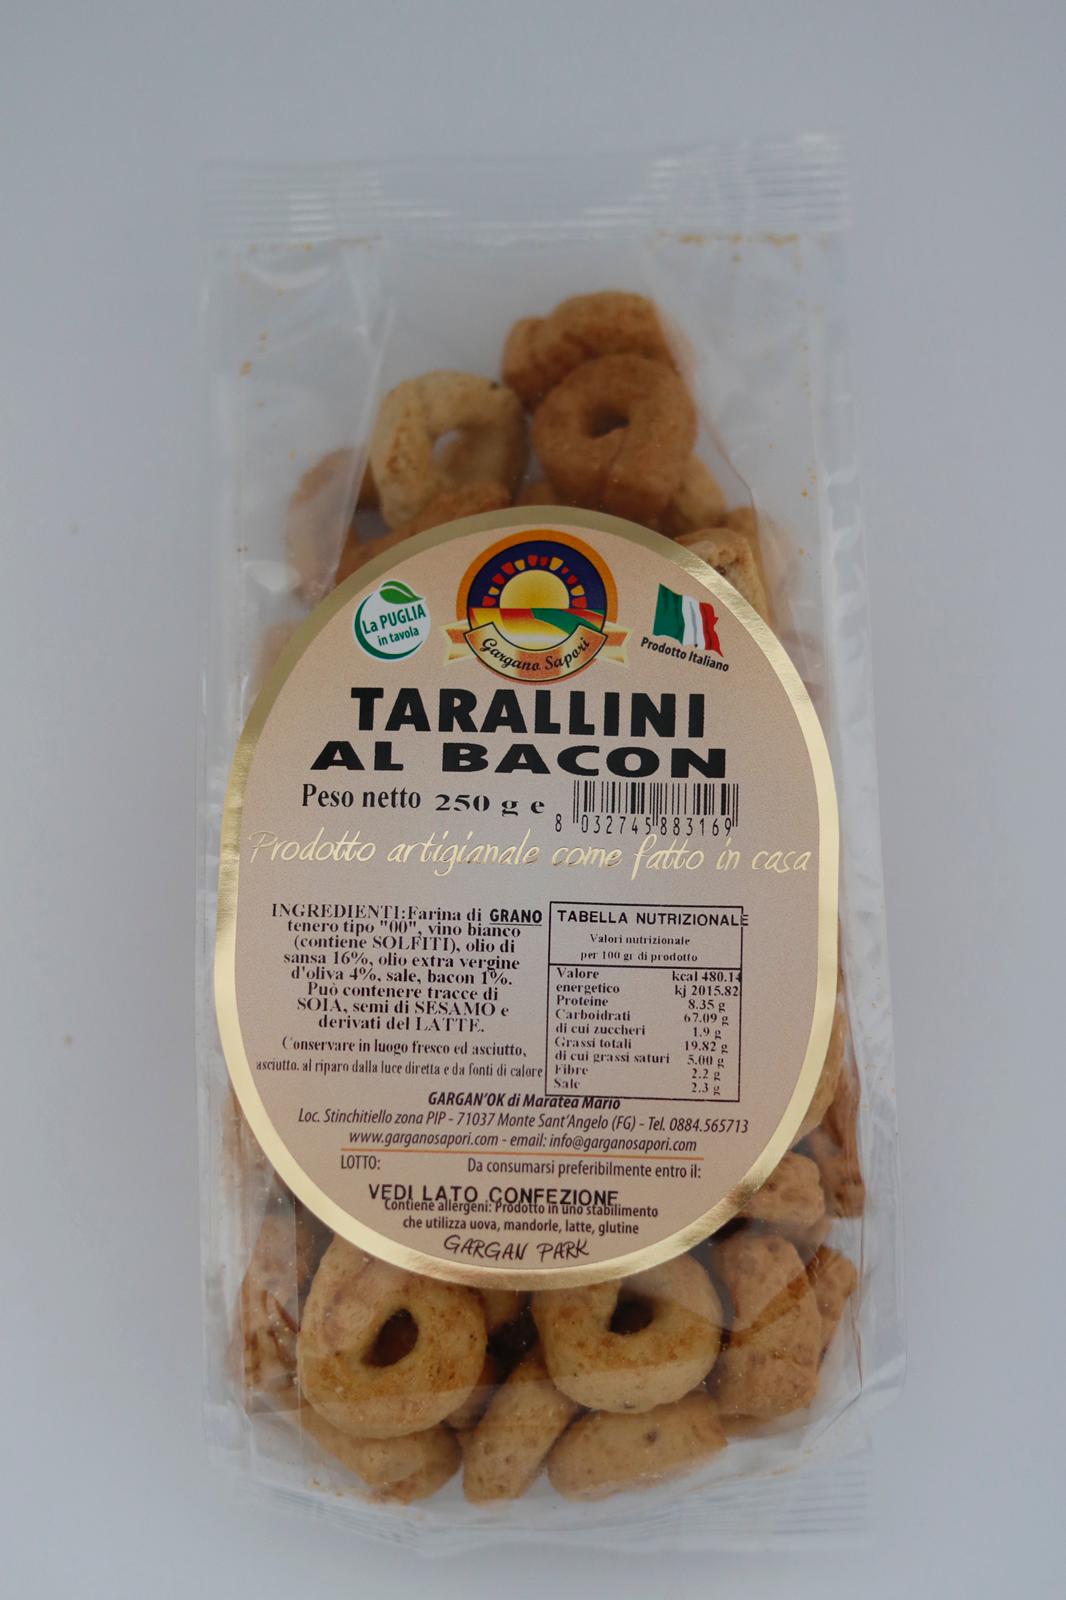 La PUGLIA
in tavola
Gargano Sapori
Prodotto Italiano
TARALLINI
AL BACON
Peso netto 250 g e
8 032745 883169
Prodotto artigianale come fatto in casa
INGREDIENTI:Farina di GRANO
tenero tipo "00", vino bianco
(contiene SOLFITI), olio di
sansa 16%, olio extra vergine
d'oliva 4%, sale, bacon 1%.
Può contenere tracce di
SOIA, semi di SESAMO e
derivati del LATTE.
Conservare in luogo fresco ed asciutto,
asciutto, al riparo dalla luce diretta e da fonti di calore
TABELLA NUTRIZIONALE
Valori nutrizionale
per 100 gr di prodotto
Valore kcal 480.14
energetico kj 2015.82
Proteine 8.35 g
Carboidrati 67.09 g
di cui zuccheri 1.9 g
Grassi totali 19.82 g
di cui grassi saturi 5.00 g
Fibre 2.2 g
Sale 2.3 g
GARGAN'OK di Maratea Mario
Loc. Stinchitiello zona PIP - 71037 Monte Sant'Angelo (FG) - Tel. 0884.565713
www.garganosapori.com - email: info@garganosapori.com
LOTTO: Da consumarsi preferibilmente entro il:
VEDI LATO CONFEZIONE
Contiene allergeni: Prodotto in uno stabilimento
che utilizza uova, mandorle, latte, glutine
GARGAN PARK